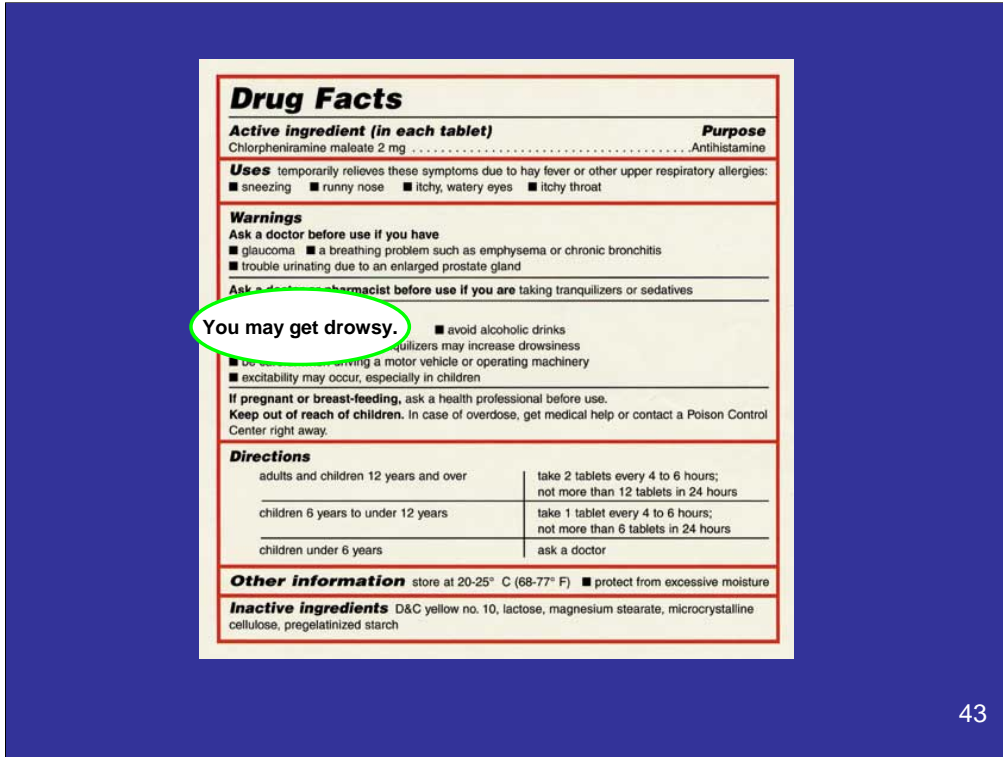 Drug Facts
Active ingredient (in each tablet) Purpose
Chlorpheniramine maleate 2 mg . . . . . . . . . . . . . . . . . . . . . . . . . . . . . . . . . . . . . . .Antihistamine
Uses temporarily relieves these symptoms due to hay fever or other upper respiratory allergies:
■ sneezing ■ runny nose ■ itchy, watery eyes ■ itchy throat
Warnings
Ask a doctor before use if you have
■ glaucoma ■ a breathing problem such as emphysema or chronic bronchitis
■ trouble urinating due to an enlarged prostate gland
Ask a doctor or pharmacist before use if you are taking tranquilizers or sedatives
You may get drowsy. ■ avoid alcoholic drinks
may increase drowsiness
■ driving a motor vehicle or operating machinery
■ excitability may occur, especially in children
If pregnant or breast-feeding, ask a health professional before use.
Keep out of reach of children. In case of overdose, get medical help or contact a Poison Control
Center right away.
Directions
adults and children 12 years and over take 2 tablets every 4 to 6 hours;
not more than 12 tablets in 24 hours
children 6 years to under 12 years take 1 tablet every 4 to 6 hours;
not more than 6 tablets in 24 hours
children under 6 years ask a doctor
Other information store at 20-25° C (68-77° F) ■ protect from excessive moisture
Inactive ingredients D&C yellow no. 10, lactose, magnesium stearate, microcrystalline
cellulose, pregelatinized starch
43